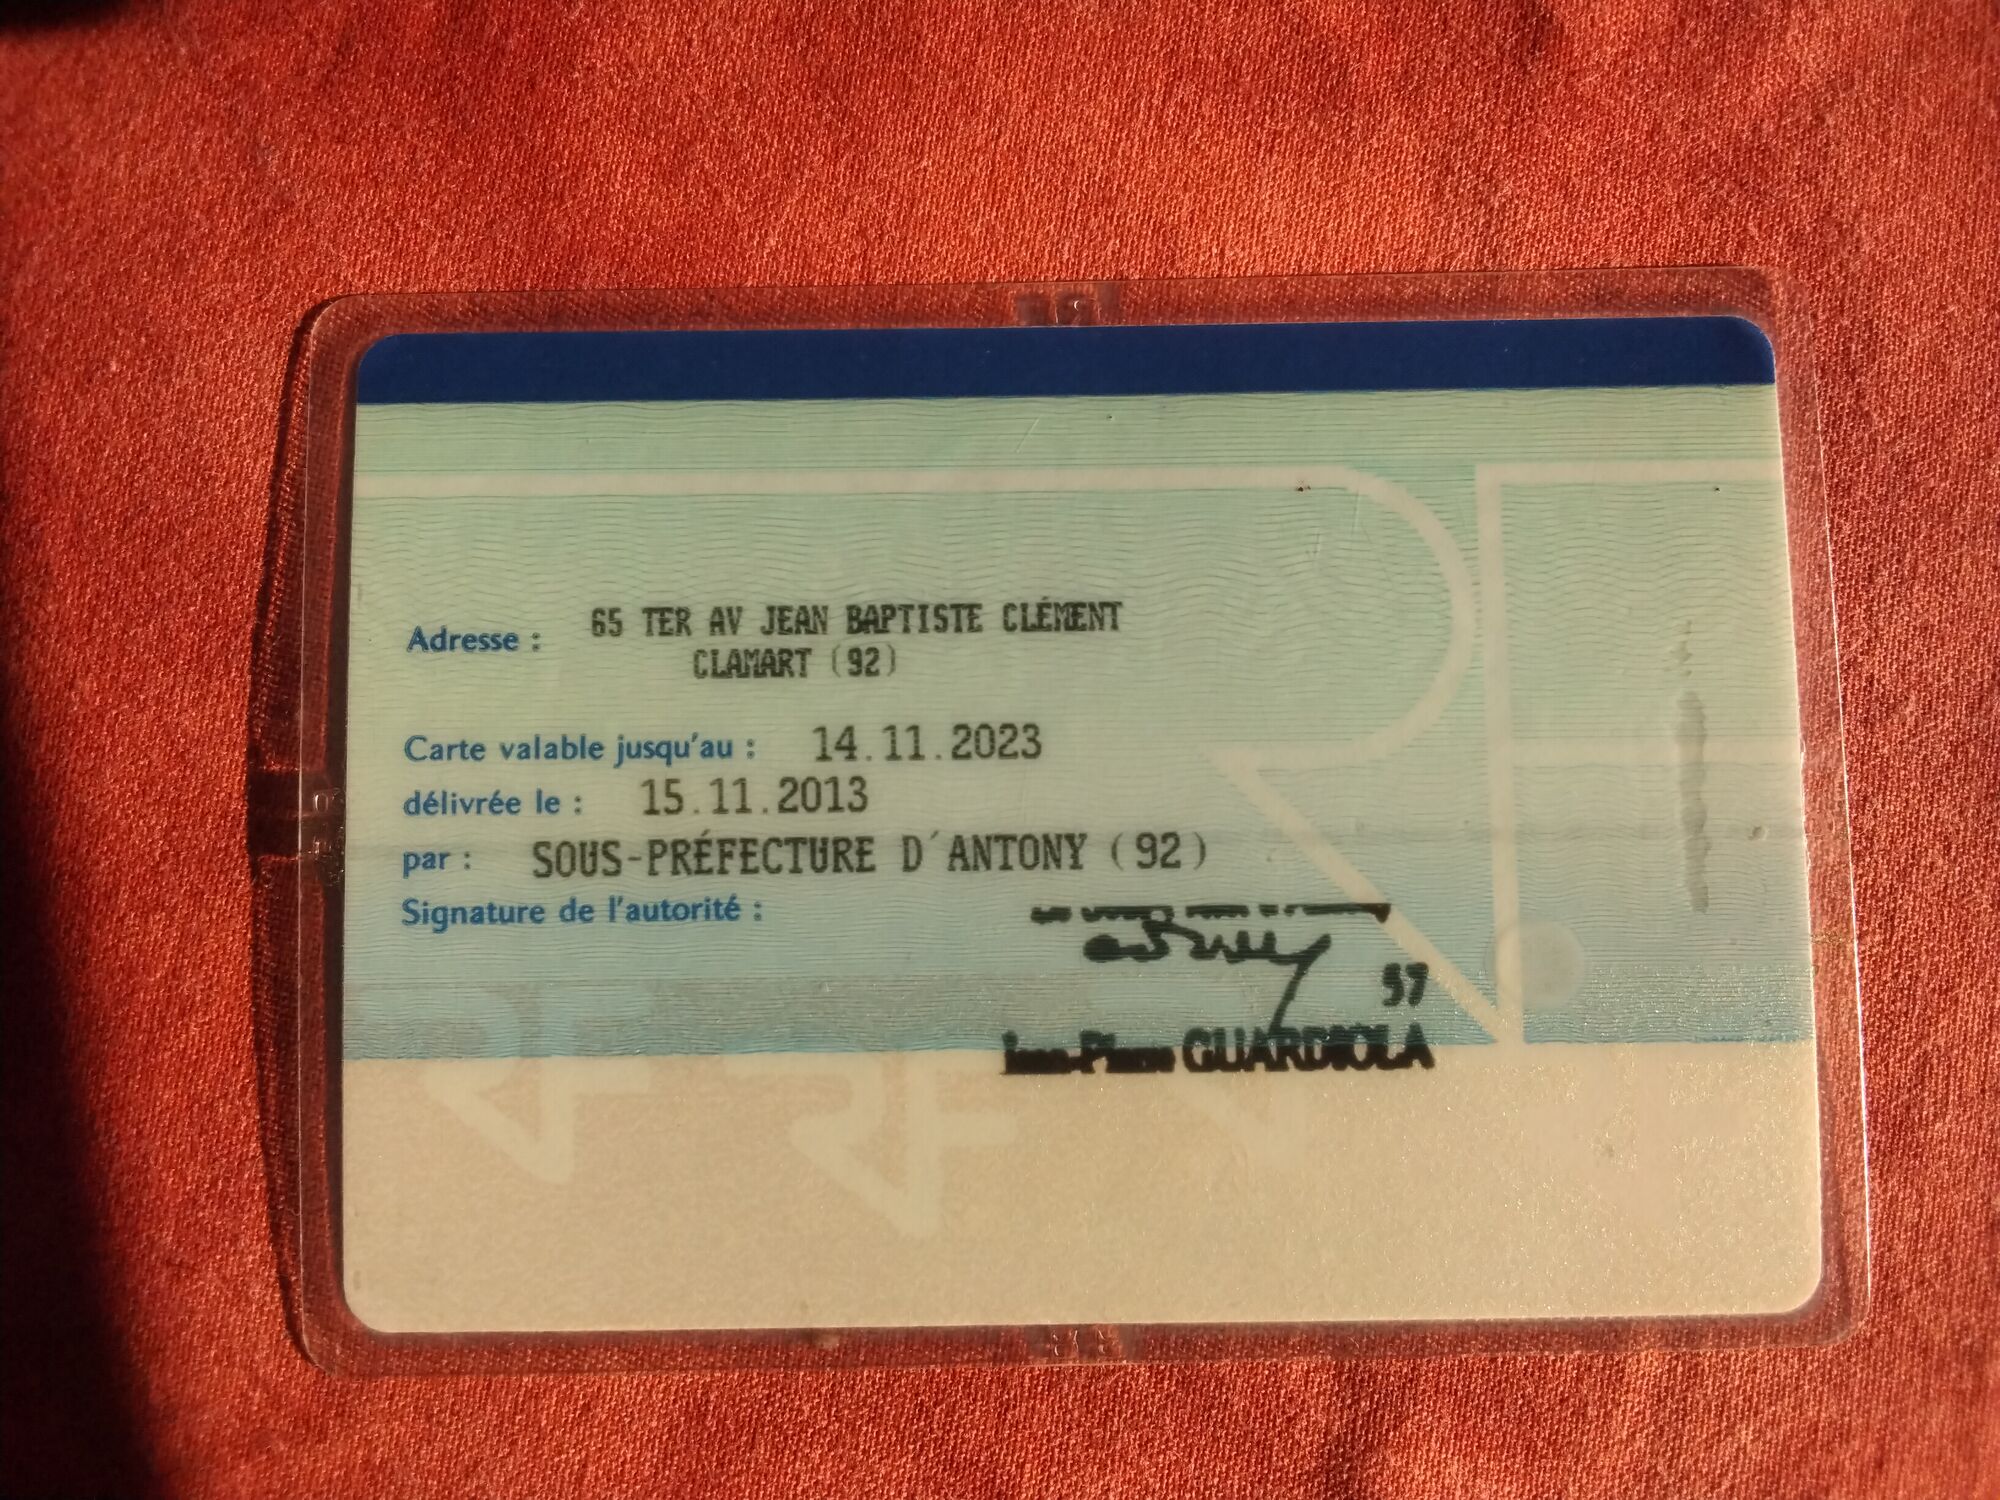 Adresse : 65 TER AV JEAN BAPTISTE CLÉMENT
CLAMART (92)
Carte valable jusqu'au : 14.11.2023
délivrée le : 15.11.2013
par : SOUS-PRÉFECTURE D´ANTONY (92)
Signature de l'autorité :
57
GUARDIOLA